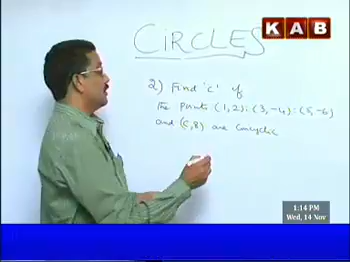 CIRCLES
KAB
2) Find 'c' if
The points (1,2); (3,-4); (5,-6)
and (c,8) are concyclic
1:14 PM
Wed, 14 Nov